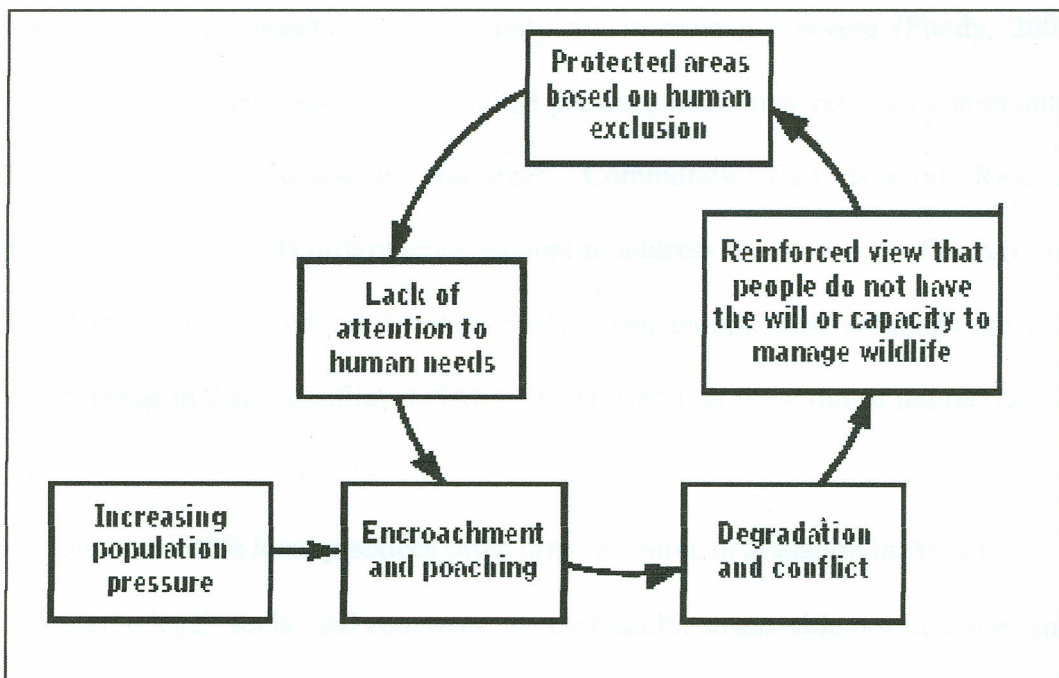 Protected areas
based on human
exclusion
Lack of
attention to
human needs
Reinforced view that
people do not have
the will or capacity to
manage wildlife
Increasing
population
pressure
Encroachment
and poaching
Degradation
and conflict